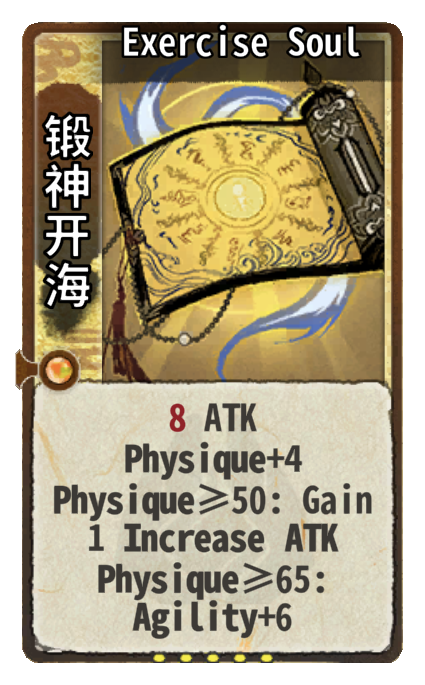 Exercise Soul
锻神开海
8 ATK
Physique+4
Physique≥50: Gain
1 Increase ATK
Physique≥65:
Agility+6